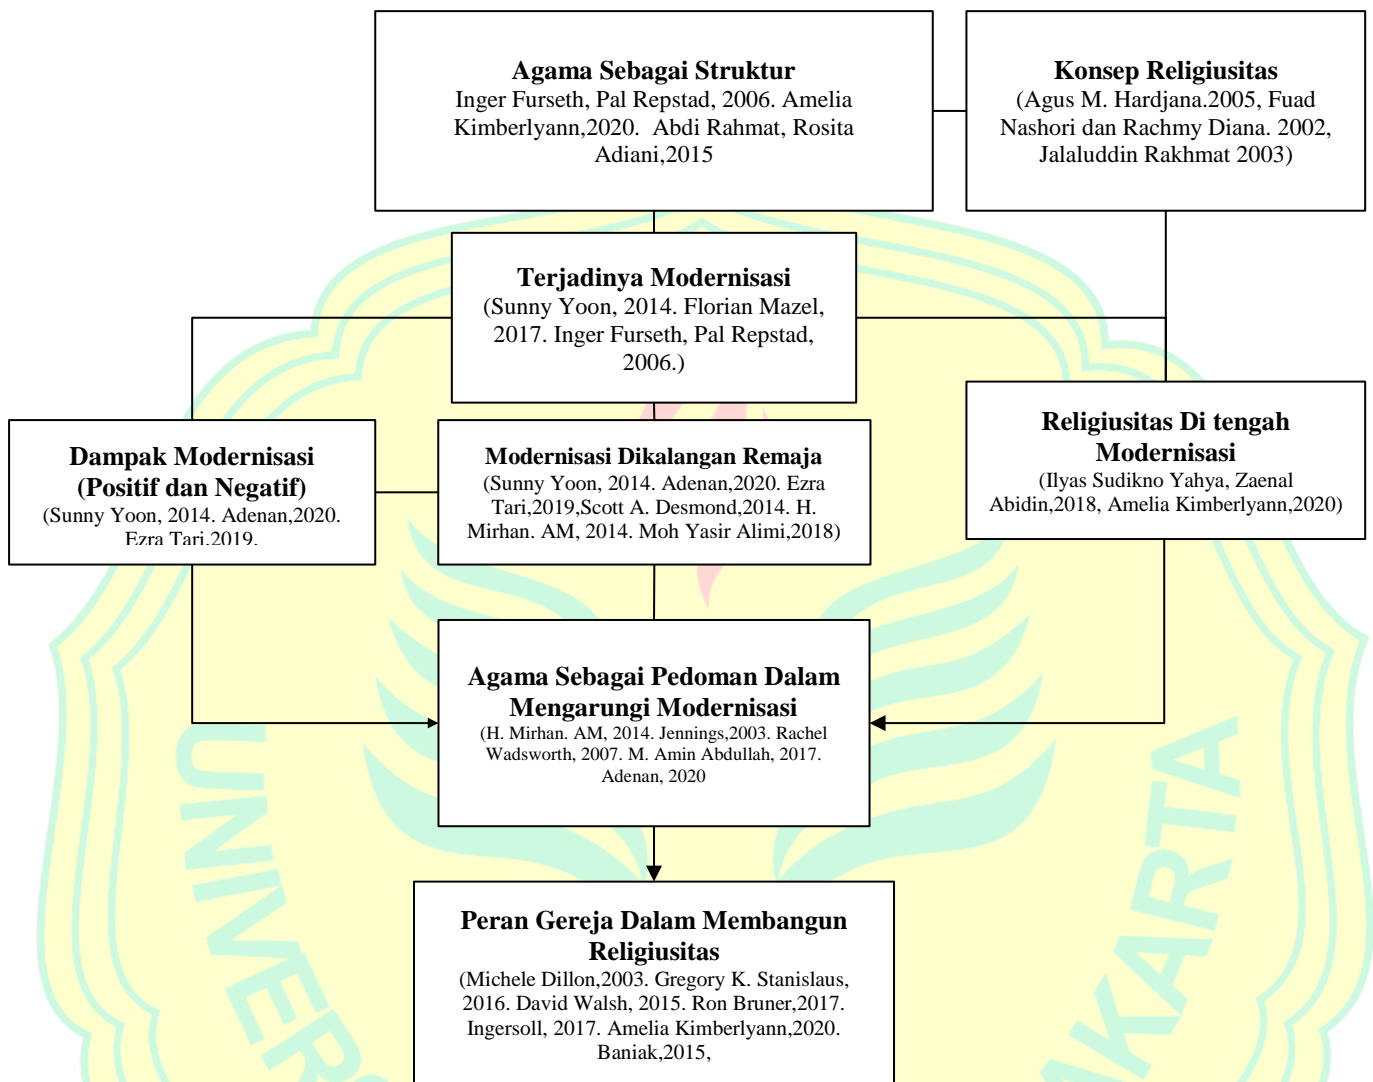 Agama Sebagai Struktur
Inger Furseth, Pal Repstad, 2006. Amelia
Kimberlyann,2020. Abdi Rahmat, Rosita
Adiani,2015
Konsep Religiusitas
(Agus M. Hardjana.2005, Fuad
Nashori dan Rachmy Diana. 2002,
Jalaluddin Rakhmat 2003)
Terjadinya Modernisasi
(Sunny Yoon, 2014. Florian Mazel,
2017. Inger Furseth, Pal Repstad,
2006.)
Dampak Modernisasi
(Positif dan Negatif)
(Sunny Yoon, 2014. Adenan,2020.
Ezra Tari,2019.
Modernisasi Dikalangan Remaja
(Sunny Yoon, 2014. Adenan,2020. Ezra
Tari,2019,Scott A. Desmond,2014. H.
Mirhan. AM, 2014. Moh Yasir Alimi,2018)
Religiusitas Di tengah
Modernisasi
(Ilyas Sudikno Yahya, Zaenal
Abidin,2018, Amelia Kimberlyann,2020)
Agama Sebagai Pedoman Dalam
Mengarungi Modernisasi
(H. Mirhan. AM, 2014. Jennings,2003. Rachel
Wadsworth, 2007. M. Amin Abdullah, 2017.
Adenan, 2020
Peran Gereja Dalam Membangun
Religiusitas
(Michele Dillon,2003. Gregory K. Stanislaus,
2016. David Walsh, 2015. Ron Bruner,2017.
Ingersoll, 2017. Amelia Kimberlyann,2020.
Baniak,2015,
UNIVERS
AKARTA